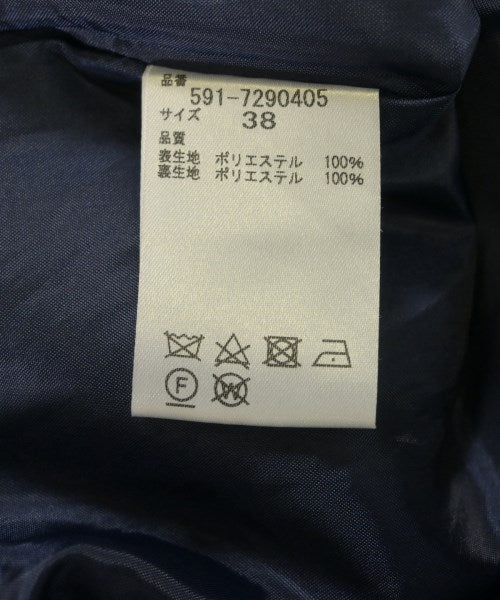 品番
591-7290405
サイズ 38
品質
表生地 ポリエステル 100%
裏生地 ポリエステル 100%
F W